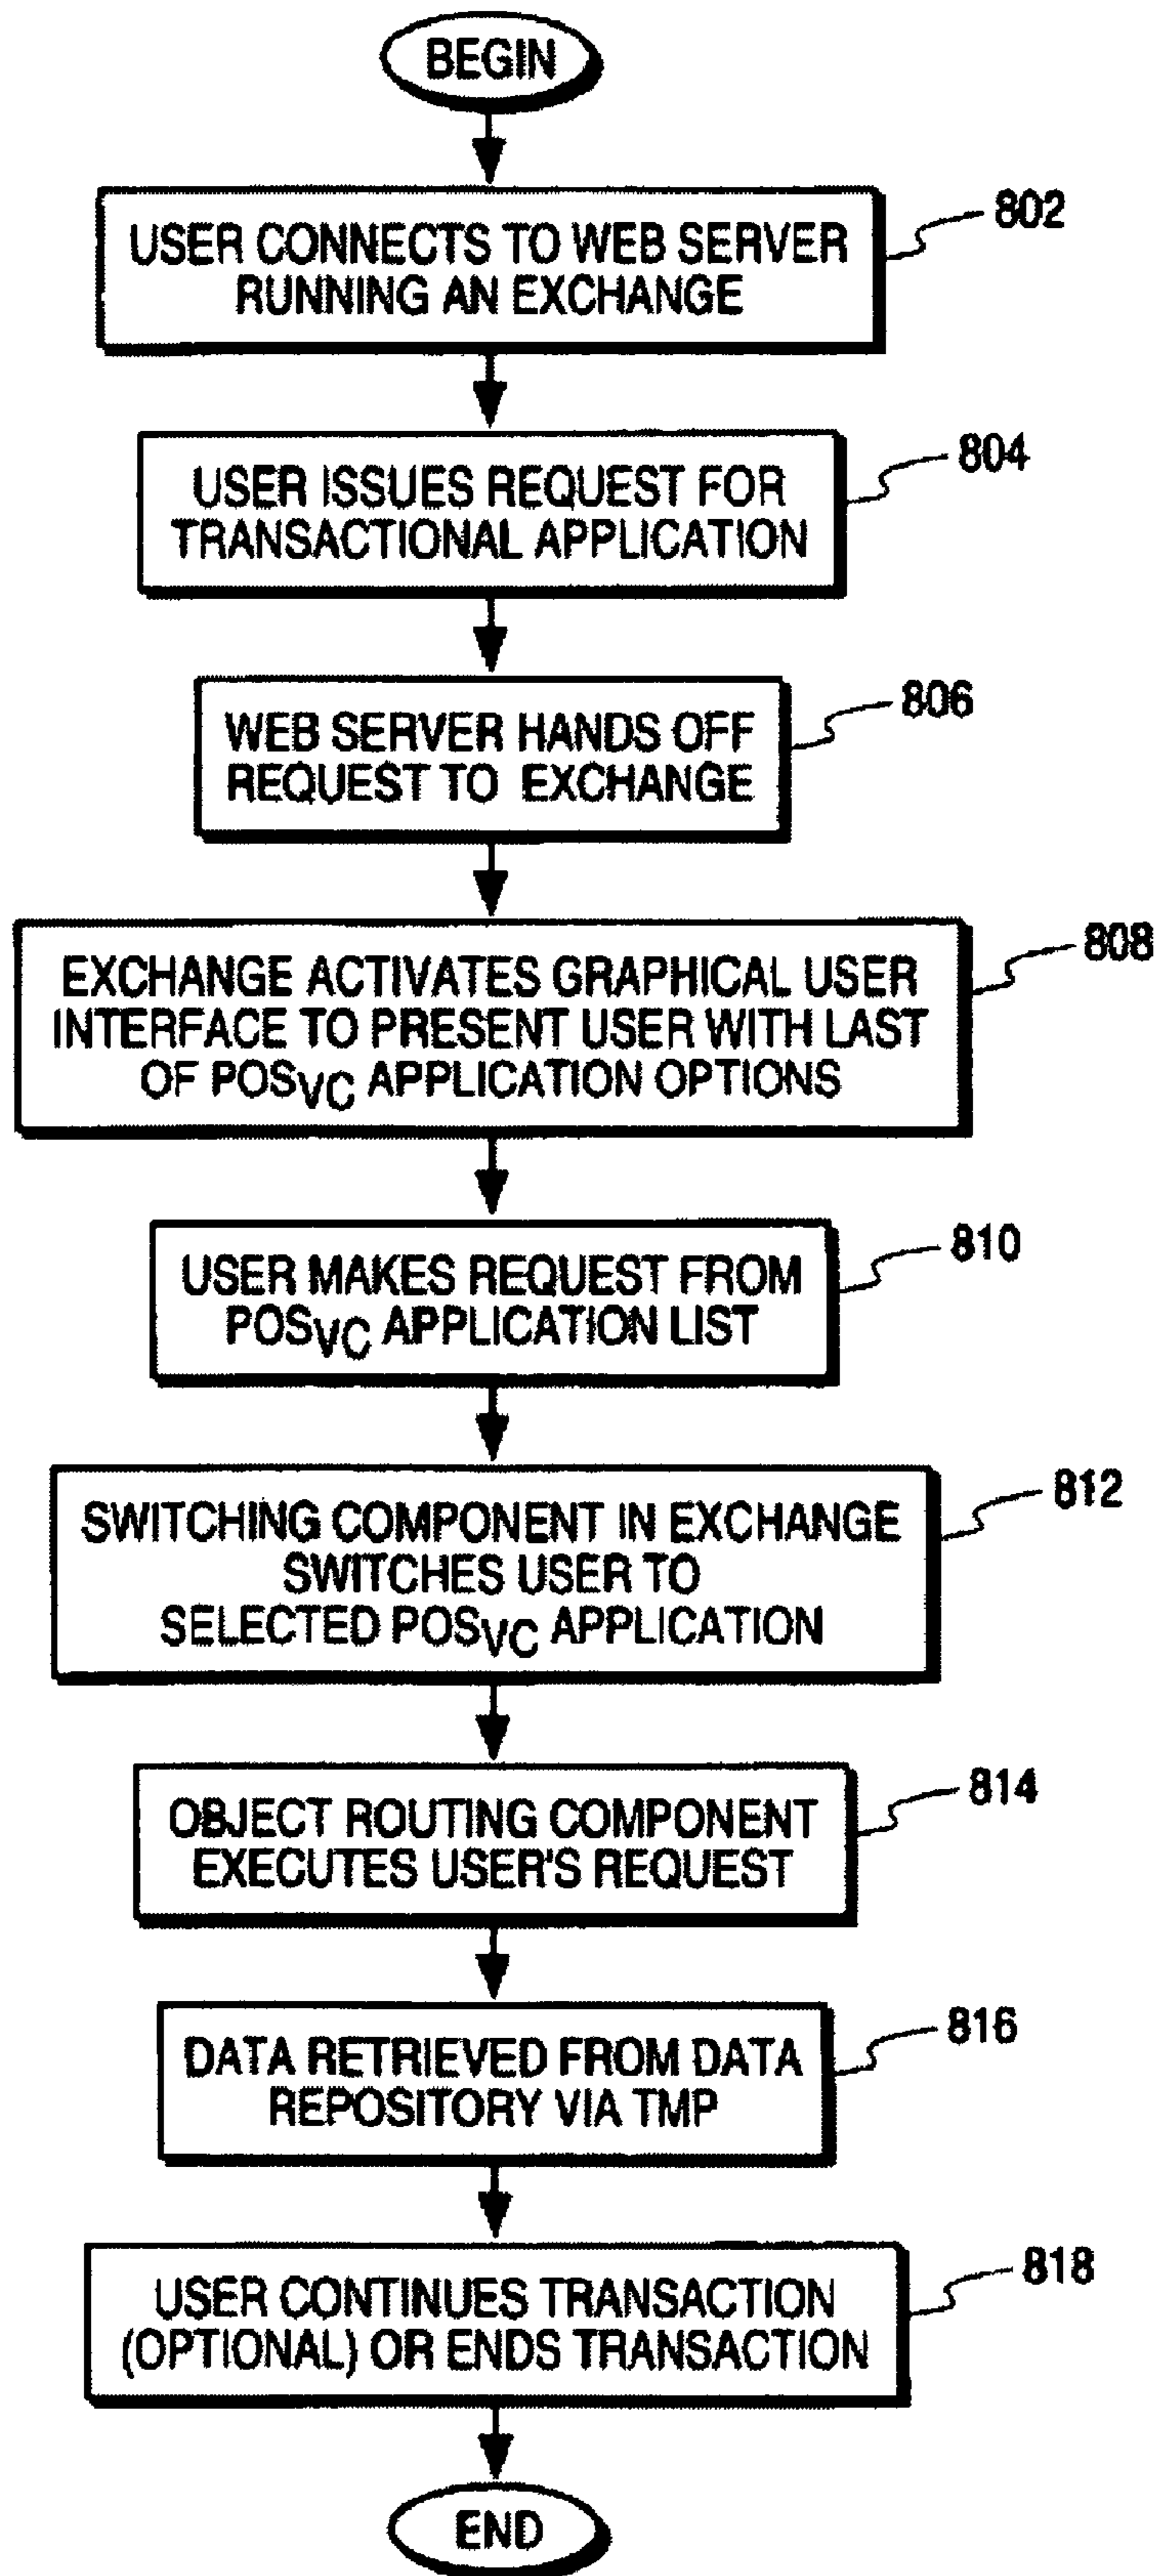 BEGIN
USER CONNECTS TO WEB SERVER
RUNNING AN EXCHANGE
802
USER ISSUES REQUEST FOR
TRANSACTIONAL APPLICATION
804
WEB SERVER HANDS OFF
REQUEST TO EXCHANGE
806
EXCHANGE ACTIVATES GRAPHICAL USER
INTERFACE TO PRESENT USER WITH LAST
OF POSVC APPLICATION OPTIONS
808
USER MAKES REQUEST FROM
POSVC APPLICATION LIST
810
SWITCHING COMPONENT IN EXCHANGE
SWITCHES USER TO
SELECTED POSVC APPLICATION
812
OBJECT ROUTING COMPONENT
EXECUTES USER'S REQUEST
814
DATA RETRIEVED FROM DATA
REPOSITORY VIA TMP
816
USER CONTINUES TRANSACTION
(OPTIONAL) OR ENDS TRANSACTION
818
END